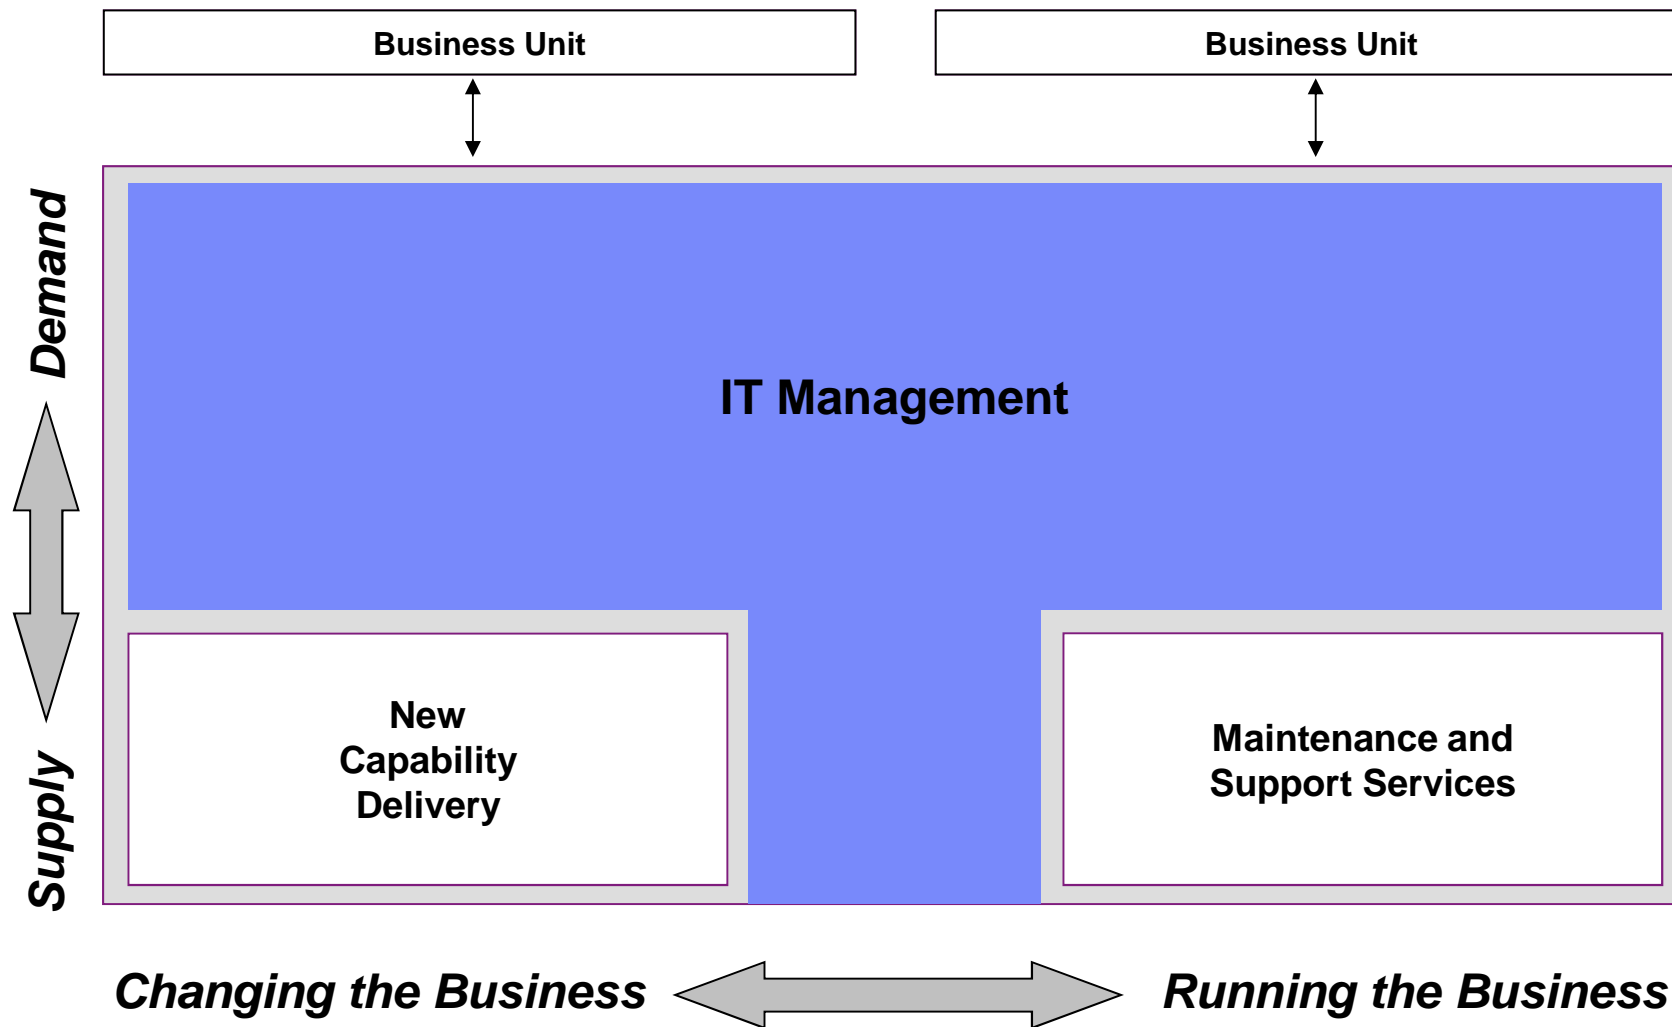 Business Unit
Business Unit
Demand
IT Management
New
Capability
Delivery
Maintenance and
Support Services
Supply
Changing the Business
Running the Business